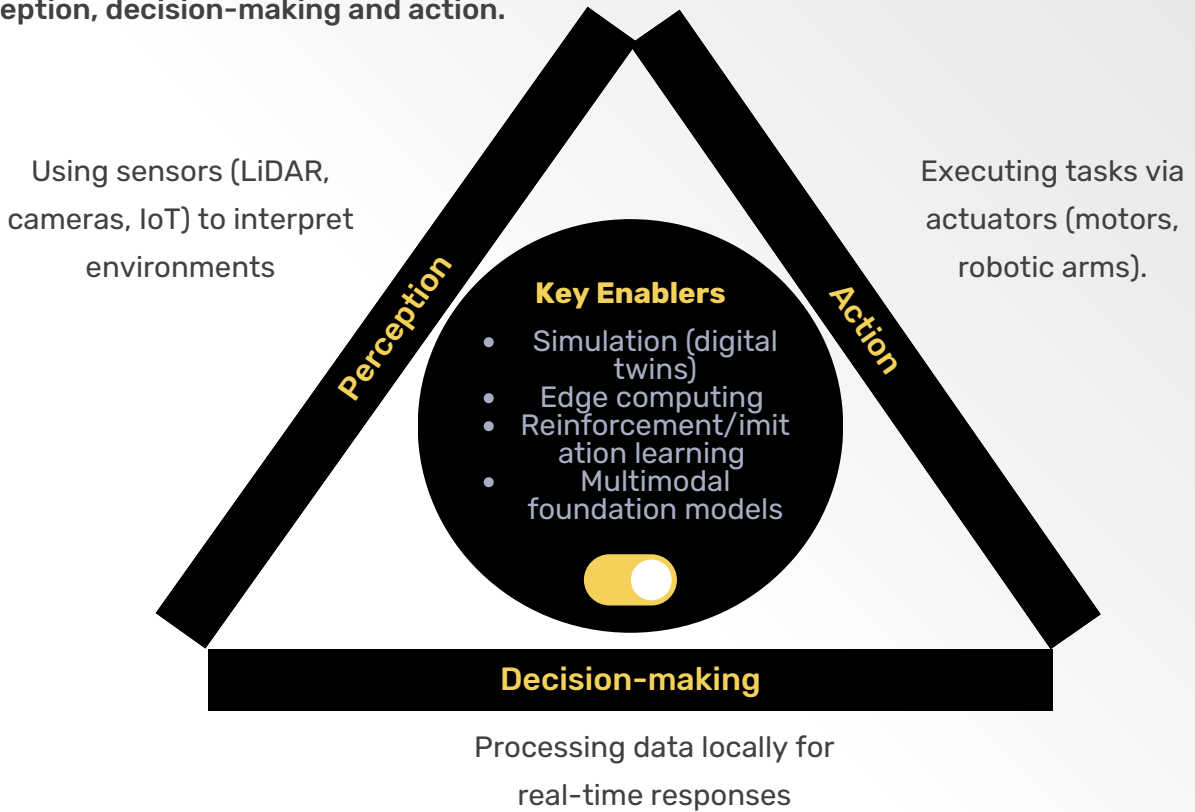 eption, decision-making and action.
Using sensors (LiDAR,
cameras, IoT) to interpret
environments
Perception
Key Enablers
• Simulation (digital
twins)
• Edge computing
• Reinforcement/imit
ation learning
• Multimodal
foundation models
Action
Executing tasks via
actuators (motors,
robotic arms).
Decision-making
Processing data locally for
real-time responses